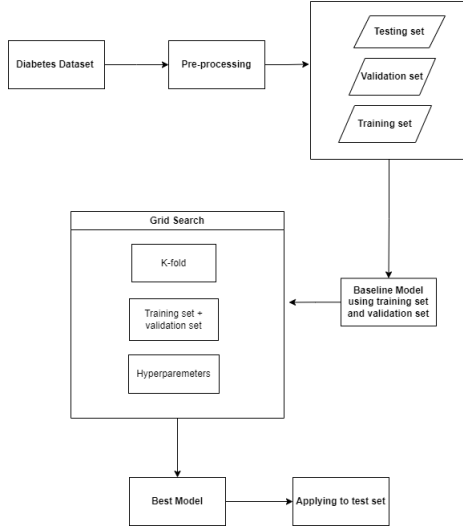 Diabetes Dataset
Pre-processing
Testing set
Validation set
Training set
Grid Search
K-fold
Training set +
validation set
Hyperparemeters
Baseline Model
using training set
and validation set
Best Model
Applying to test set